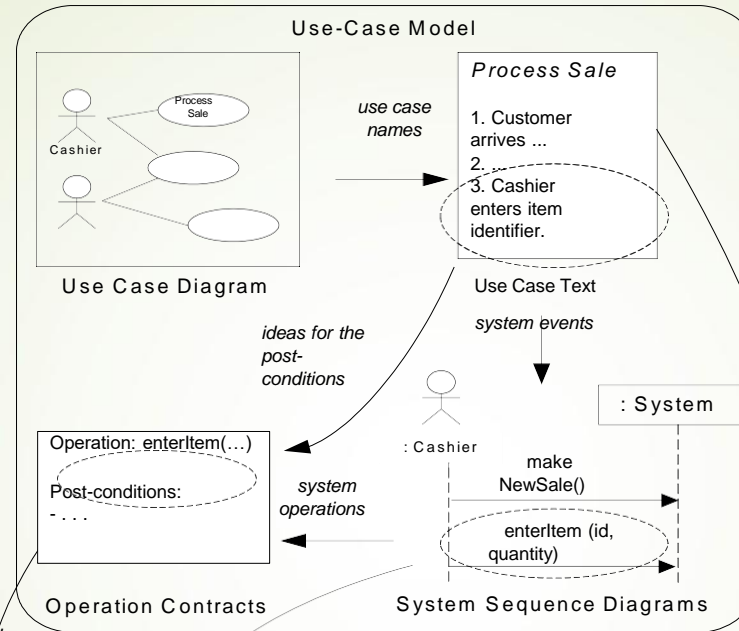 Use-Case Model
Process
Sale
Cashier
Use Case Diagram
use case
names
Process Sale
1. Customer
arrives ...
2. ...
3. Cashier
enters item
identifier.
Use Case Text
ideas for the
post-
conditions
system events
: Cashier
: System
make
NewSale()
enterItem (id,
quantity)
System Sequence Diagrams
system
operations
Operation: enterItem(…)
Post-conditions:
- . . .
Operation Contracts